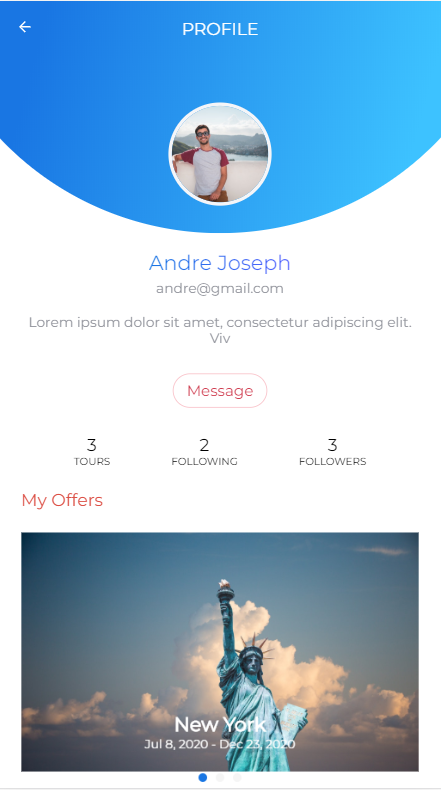 PROFILE
Andre Joseph
andre@gmail.com
Lorem ipsum dolor sit amet, consectetur adipiscing elit.
Viv
Message
3 2 3
TOURS FOLLOWING FOLLOWERS
My Offers
New York
Jul 8, 2020 - Dec 23, 2020